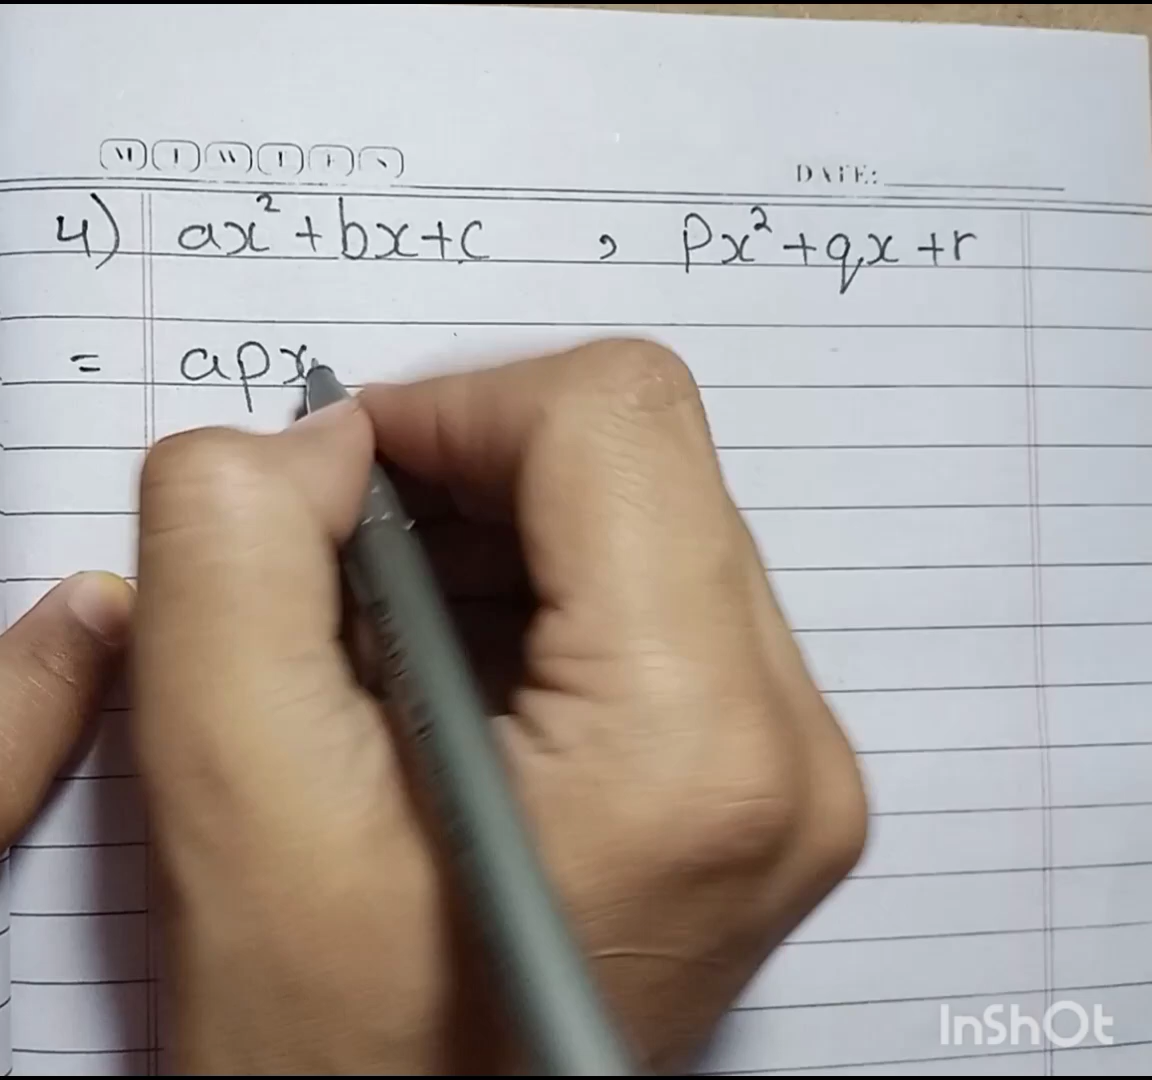 M T W T F S
DATE:
4) ax²+bx+c , px²+qx+r
= apx
InShOt